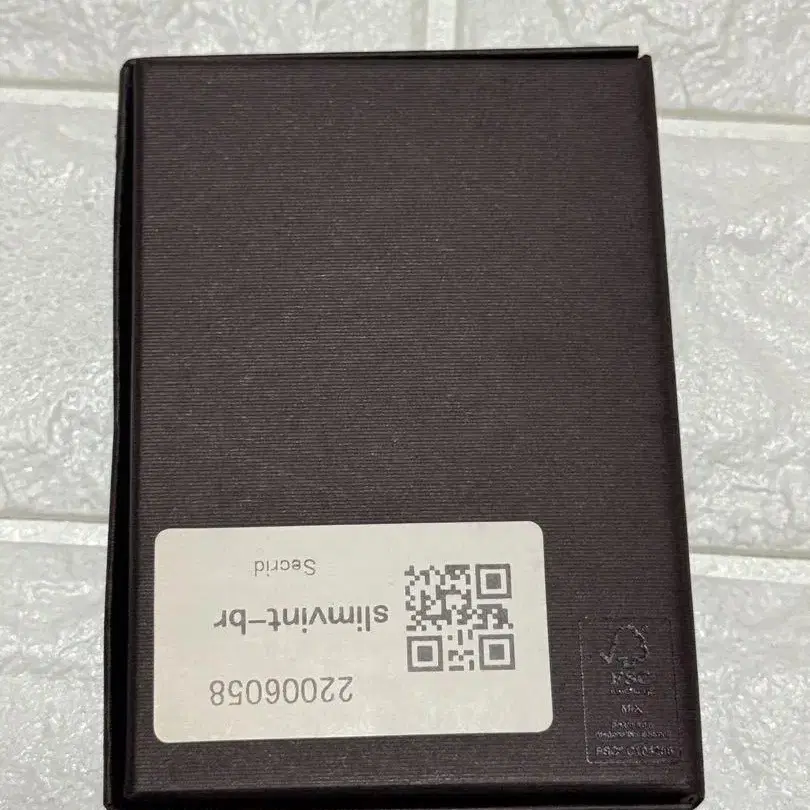 22006058
slimvint-br
Secrid
FSC
MIX